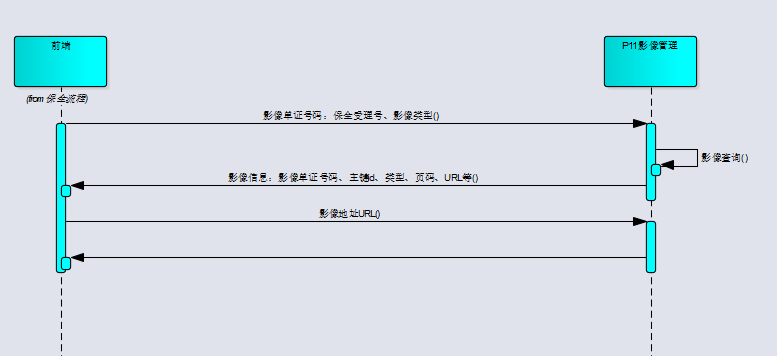 前端
P11影像管理
(from 保全流程)
影像单证号码：保全受理号、影像类型()
影像查询()
影像信息：影像单证号码、主键id、类型、页码、URL等()
影像地址URL()